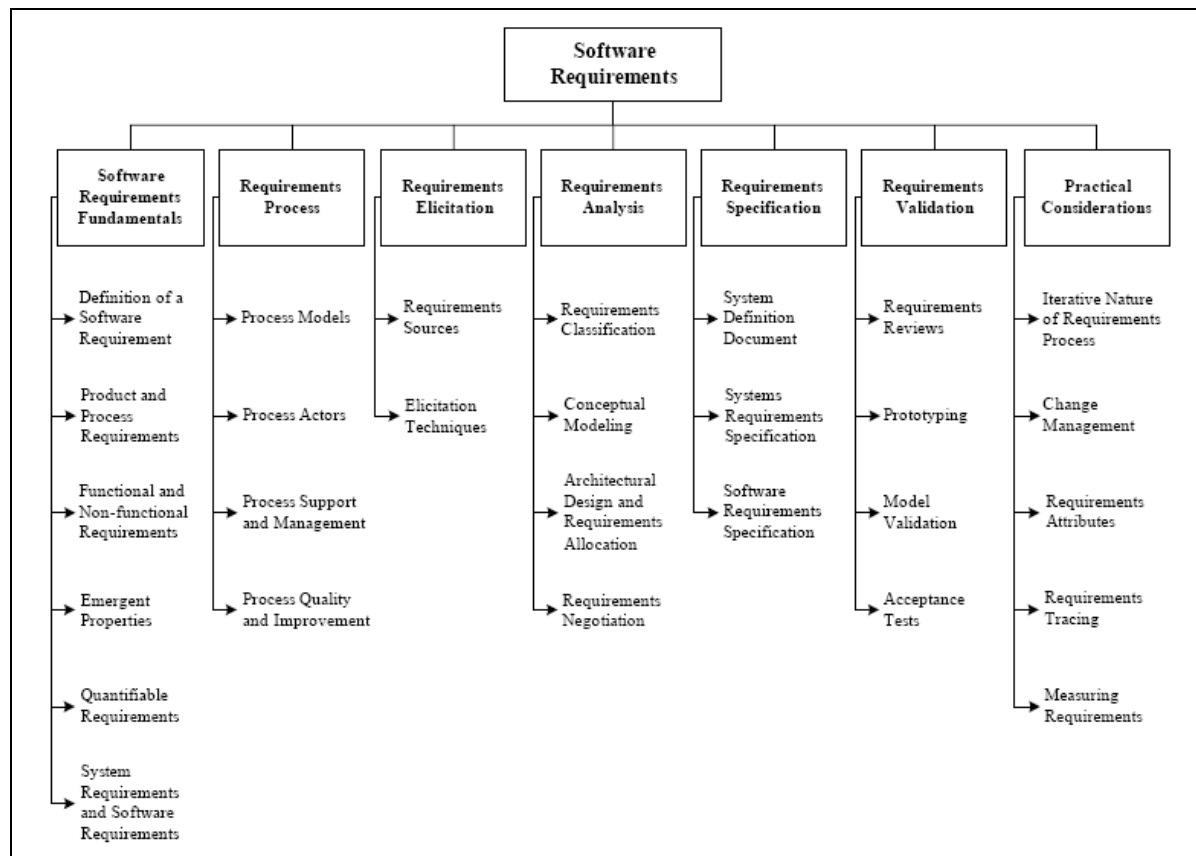 Software
Requirements
Software
Requirements
Fundamentals
Requirements
Process
Requirements
Elicitation
Requirements
Analysis
Requirements
Specification
Requirements
Validation
Practical
Considerations
Definition of a
Software
Requirement
Product and
Process
Requirements
Functional and
Non-functional
Requirements
Emergent
Properties
Quantifiable
Requirements
System
Requirements
and Software
Requirements
Process Models
Process Actors
Process Support
and Management
Process Quality
and Improvement
Requirements
Sources
Elicitation
Techniques
Requirements
Classification
Conceptual
Modeling
Architectural
Design and
Requirements
Allocation
Requirements
Negotiation
System
Definition
Document
Systems
Requirements
Specification
Software
Requirements
Specification
Requirements
Reviews
Prototyping
Model
Validation
Acceptance
Tests
Iterative Nature
of Requirements
Process
Change
Management
Requirements
Attributes
Requirements
Tracing
Measuring
Requirements